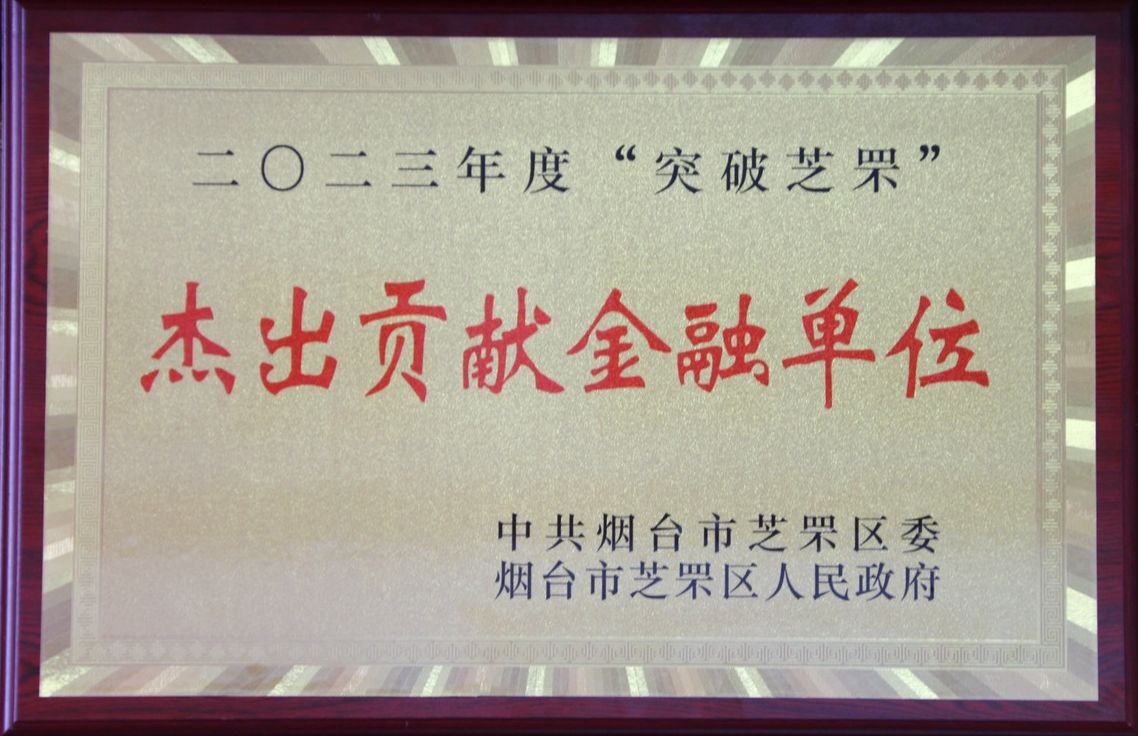 二〇二三年度“突破芝罘”
杰出贡献金融单位
中共烟台市芝罘区委
烟台市芝罘区人民政府